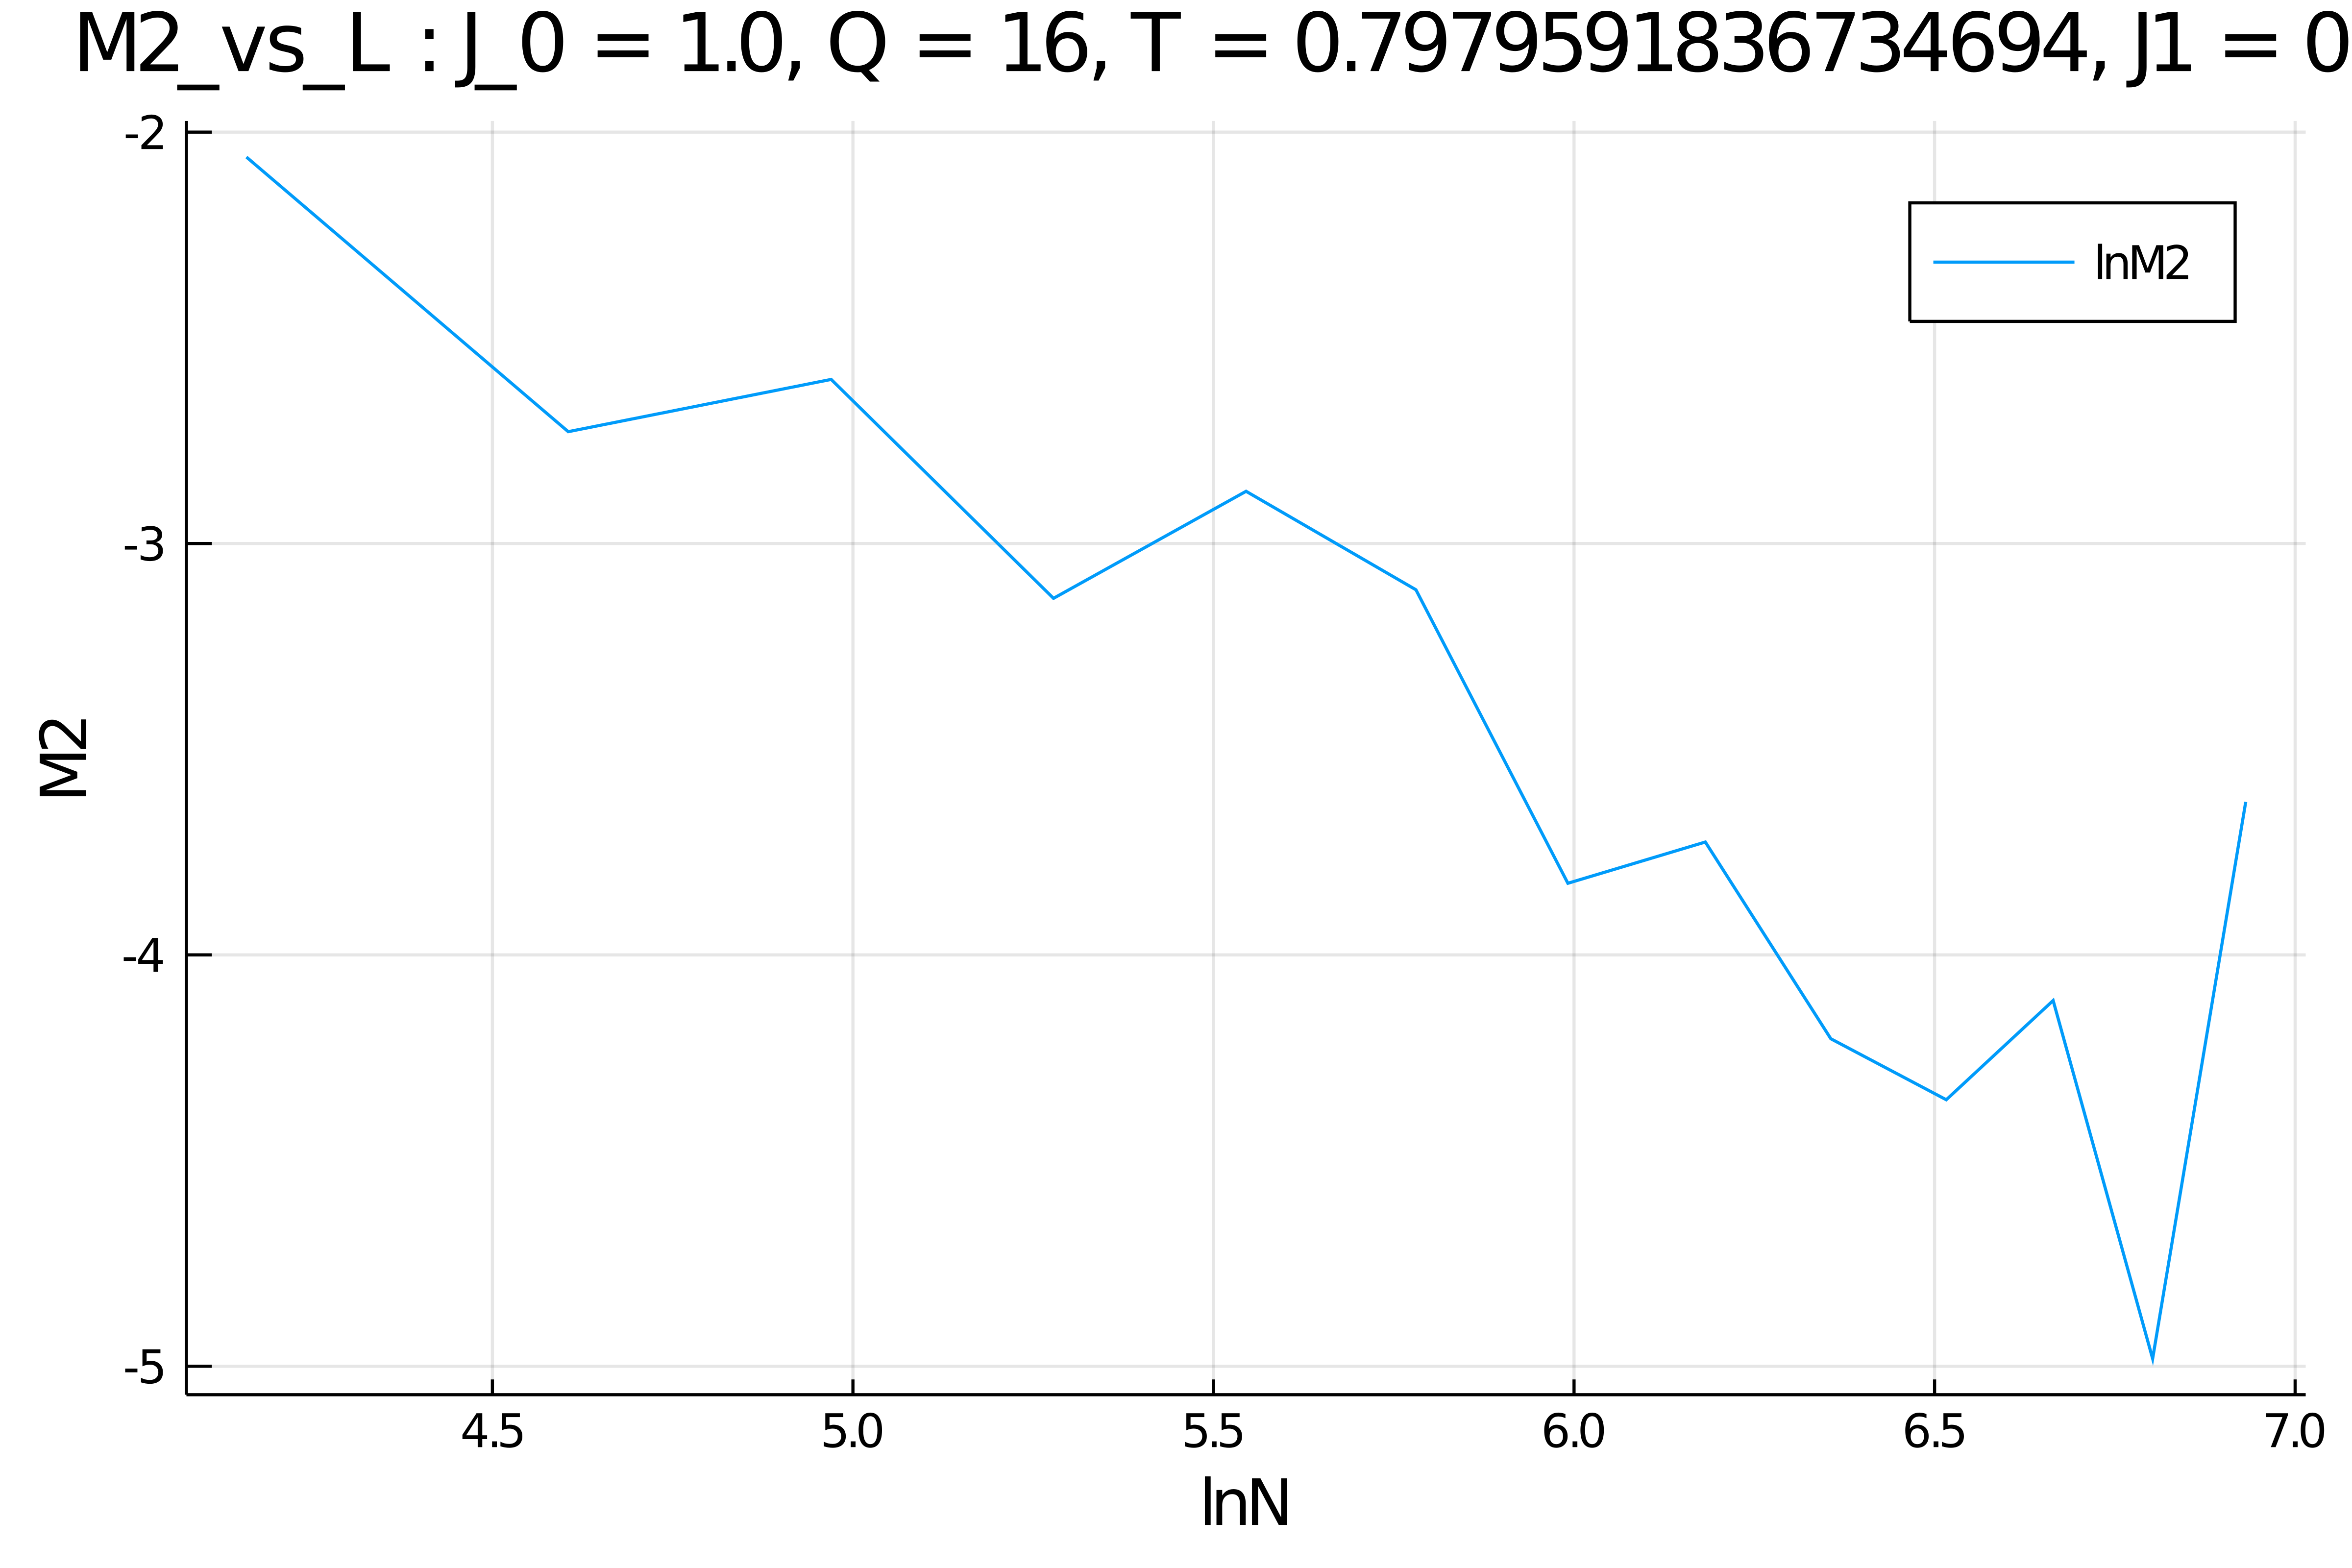 M2_vs_L : J_0 = 1.0, Q = 16, T = 0.7979591836734694, J1 = 0
-2
lnM2
-3
M2
-4
-5
4.5 5.0 5.5 6.0 6.5 7.0
lnN